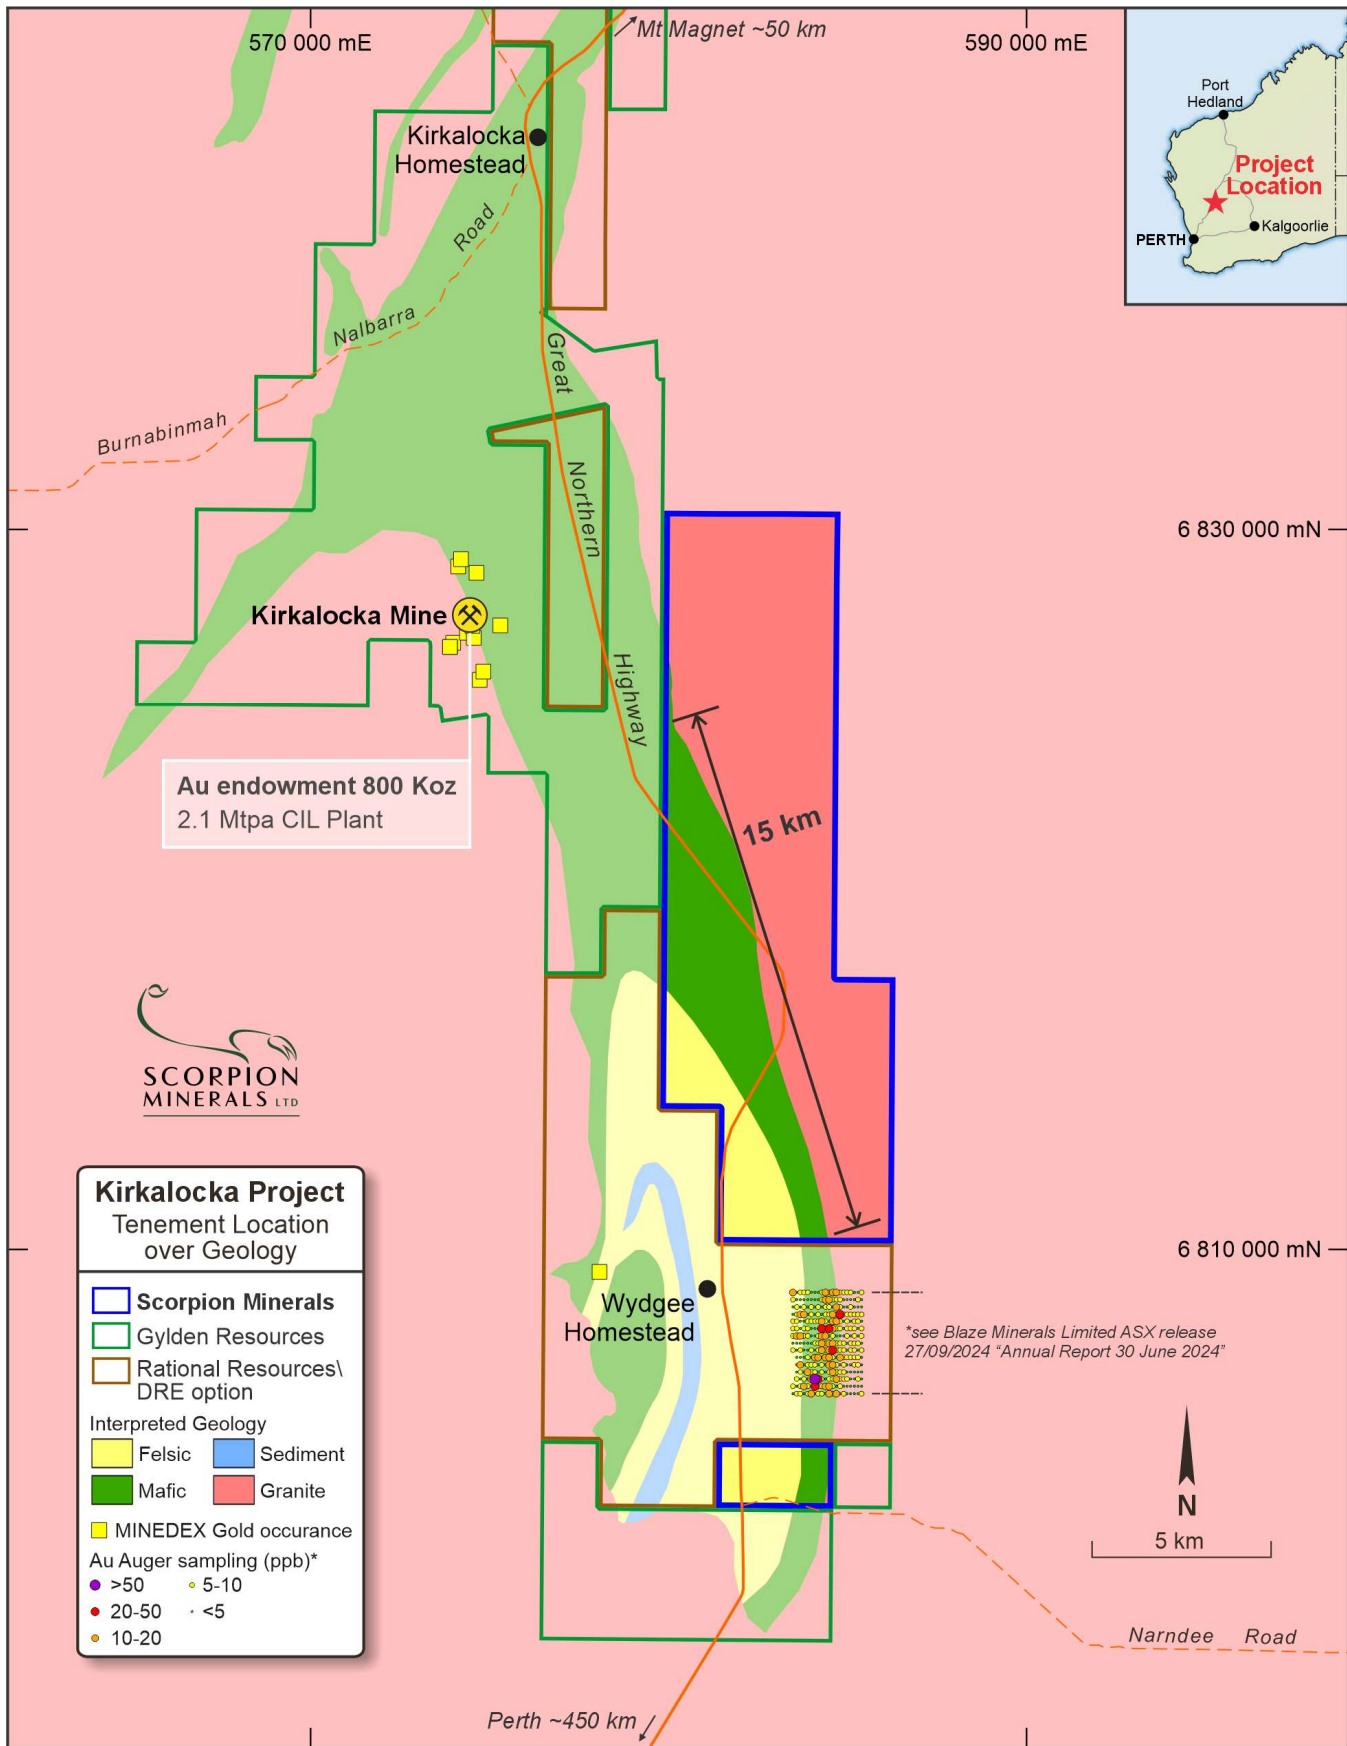 570 000 mE
Mt Magnet ~50 km
590 000 mE
Port
Hedland
Project
Location
Kalgoorlie
PERTH
Kirkalocka
Homestead
Road
Nalbarra
Burnabinmah
Great
Northern
Highway
6 830 000 mN
Kirkalocka Mine
Au endowment 800 Koz
2.1 Mtpa CIL Plant
15 km
SCORPION
MINERALS LTD
Kirkalocka Project
Tenement Location
over Geology
Scorpion Minerals
Gylden Resources
Rational Resources\
DRE option
Interpreted Geology
Felsic
Sediment
Mafic
Granite
MINEDEX Gold occurance
Au Auger sampling (ppb)*
>50
5-10
20-50
<5
10-20
6 810 000 mN
Wydgee
Homestead
*see Blaze Minerals Limited ASX release
27/09/2024 "Annual Report 30 June 2024"
N
5 km
Narndee Road
Perth ~450 km